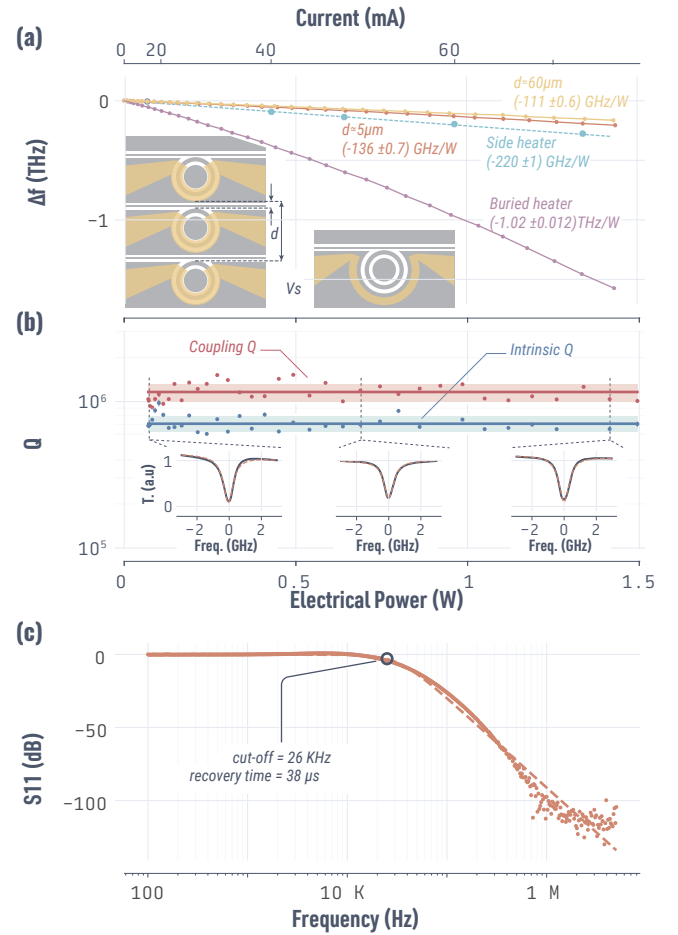 Current (mA)
(a)
0 20 40 60
0
−1
Δf (THz)
d≈60μm
(-111 ±0.6) GHz/W
d≈5μm
(-136 ±0.7) GHz/W
Side heater
(-220 ±1) GHz/W
Buried heater
(-1.02 ±0.012)THz/W
d
Vs
(b)
Coupling Q
Intrinsic Q
10⁶
10⁵
Q
T. (a.u)
1
0
−2 0 2
Freq. (GHz)
−2 0 2
Freq. (GHz)
−2 0 2
Freq. (GHz)
0 0.5 1 1.5
Electrical Power (W)
(c)
0
−50
−100
S11 (dB)
cut-off = 26 KHz
recovery time = 38 μs
100 10 K 1 M
Frequency (Hz)